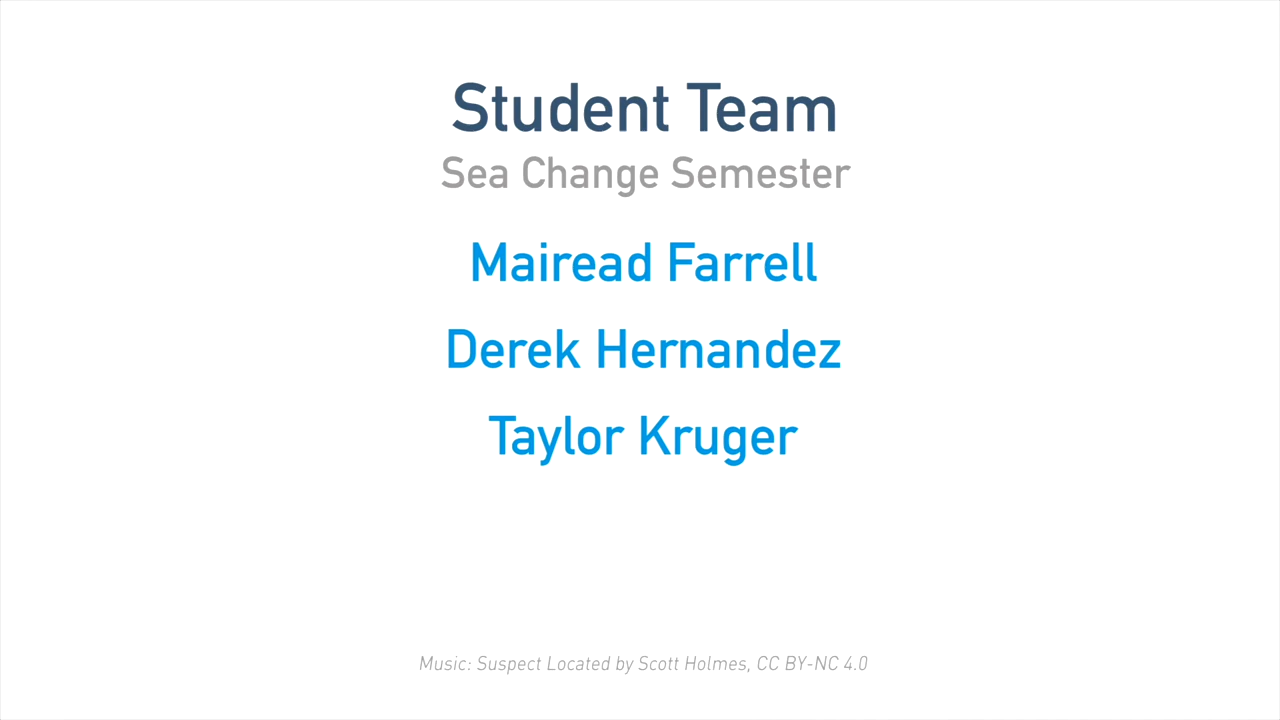 Student Team
Sea Change Semester
Mairead Farrell
Derek Hernandez
Taylor Kruger
Music: Suspect Located by Scott Holmes, CC BY-NC 4.0